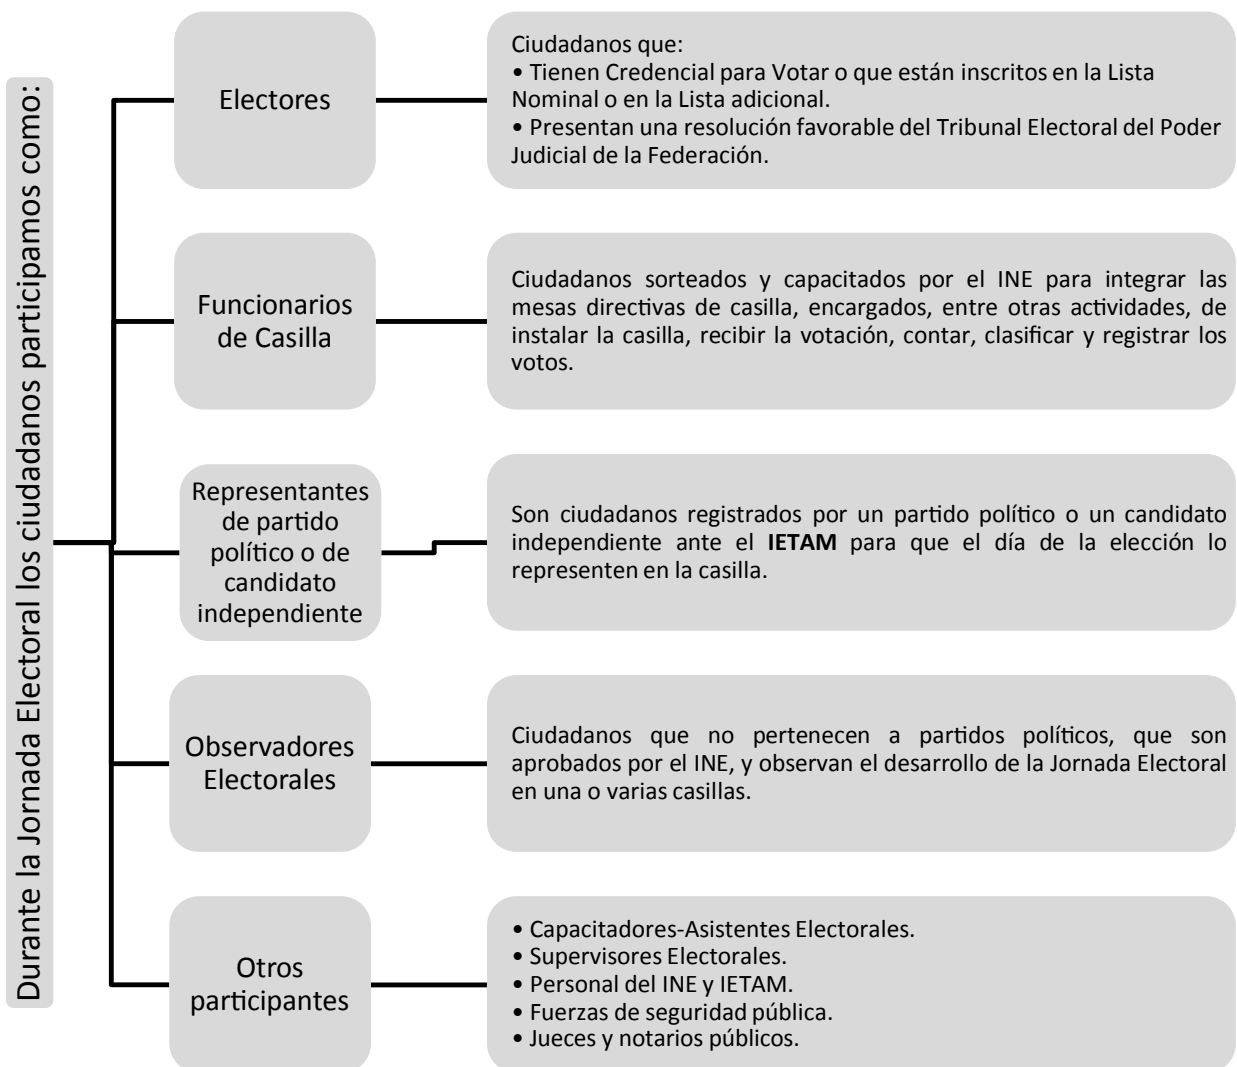 Durante la Jornada Electoral los ciudadanos participamos como:
Electores
Ciudadanos que:
• Tienen Credencial para Votar o que están inscritos en la Lista
Nominal o en la Lista adicional.
• Presentan una resolución favorable del Tribunal Electoral del Poder
Judicial de la Federación.
Funcionarios
de Casilla
Ciudadanos sorteados y capacitados por el INE para integrar las
mesas directivas de casilla, encargados, entre otras actividades, de
instalar la casilla, recibir la votación, contar, clasificar y registrar los
votos.
Representantes
de partido
político o de
candidato
independiente
Son ciudadanos registrados por un partido político o un candidato
independiente ante el IETAM para que el día de la elección lo
representen en la casilla.
Observadores
Electorales
Ciudadanos que no pertenecen a partidos políticos, que son
aprobados por el INE, y observan el desarrollo de la Jornada Electoral
en una o varias casillas.
Otros
participantes
• Capacitadores-Asistentes Electorales.
• Supervisores Electorales.
• Personal del INE y IETAM.
• Fuerzas de seguridad pública.
• Jueces y notarios públicos.